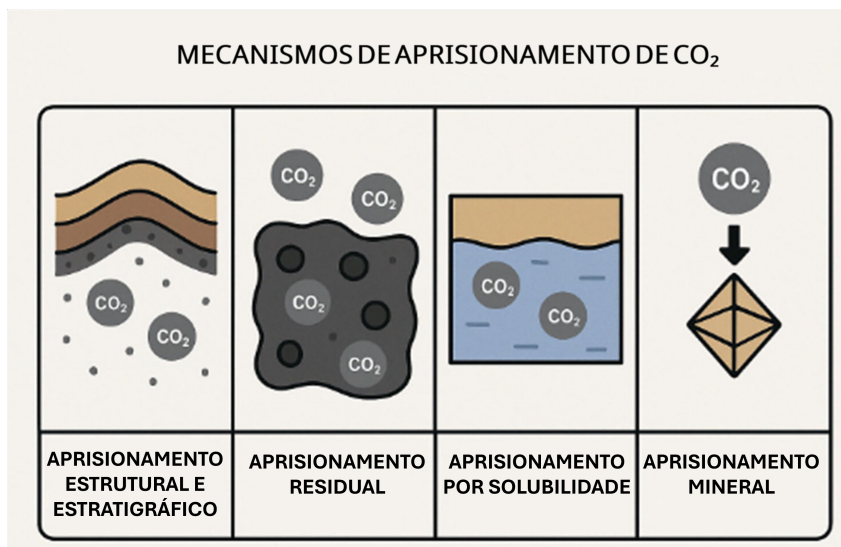 MECANISMOS DE APRISIONAMENTO DE CO₂
CO₂
CO₂
CO₂
CO₂
CO₂
CO₂
CO₂
CO₂
CO₂
APRISIONAMENTO
ESTRUTURAL E
ESTRATIGRÁFICO
APRISIONAMENTO
RESIDUAL
APRISIONAMENTO
POR SOLUBILIDADE
APRISIONAMENTO
MINERAL